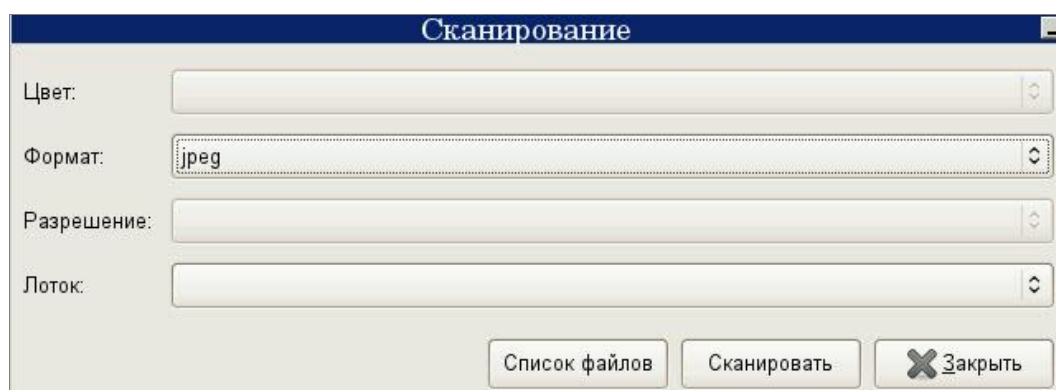 Сканирование
Цвет:
Формат: jpeg
Разрешение:
Лоток:
Список файлов Сканировать Закрыть